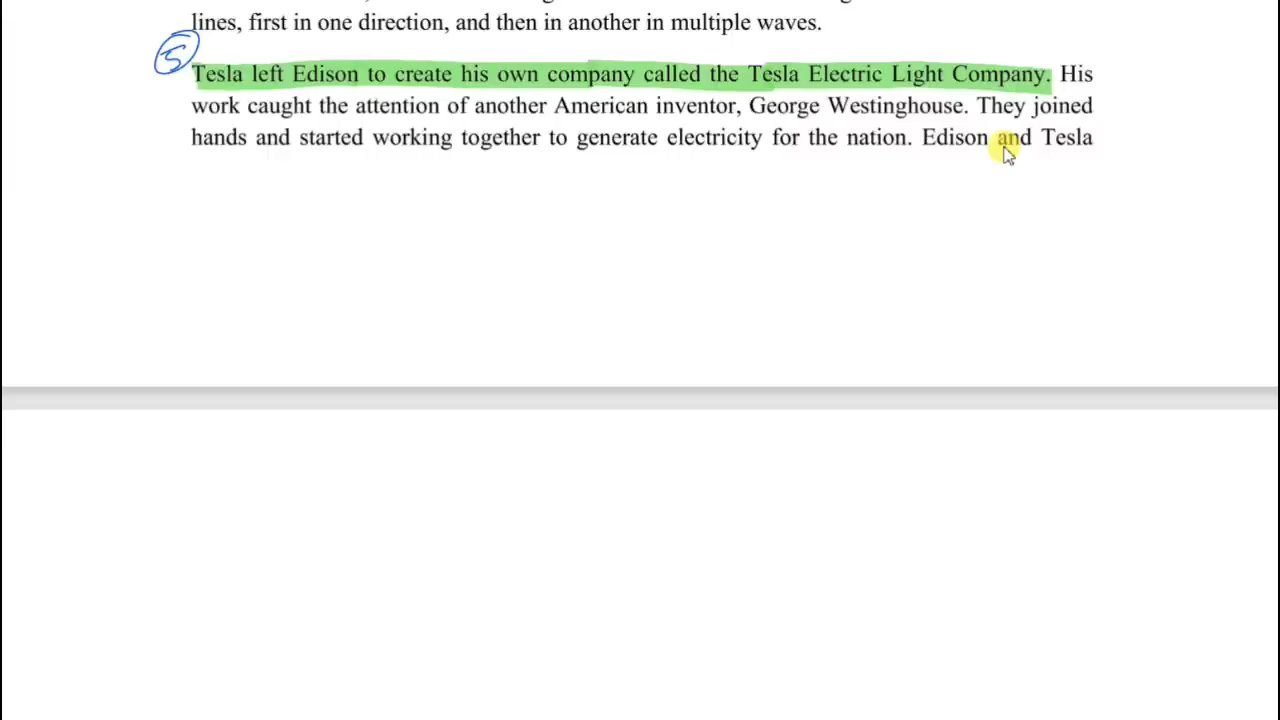 lines, first in one direction, and then in another in multiple waves.
5
Tesla left Edison to create his own company called the Tesla Electric Light Company. His
work caught the attention of another American inventor, George Westinghouse. They joined
hands and started working together to generate electricity for the nation. Edison and Tesla